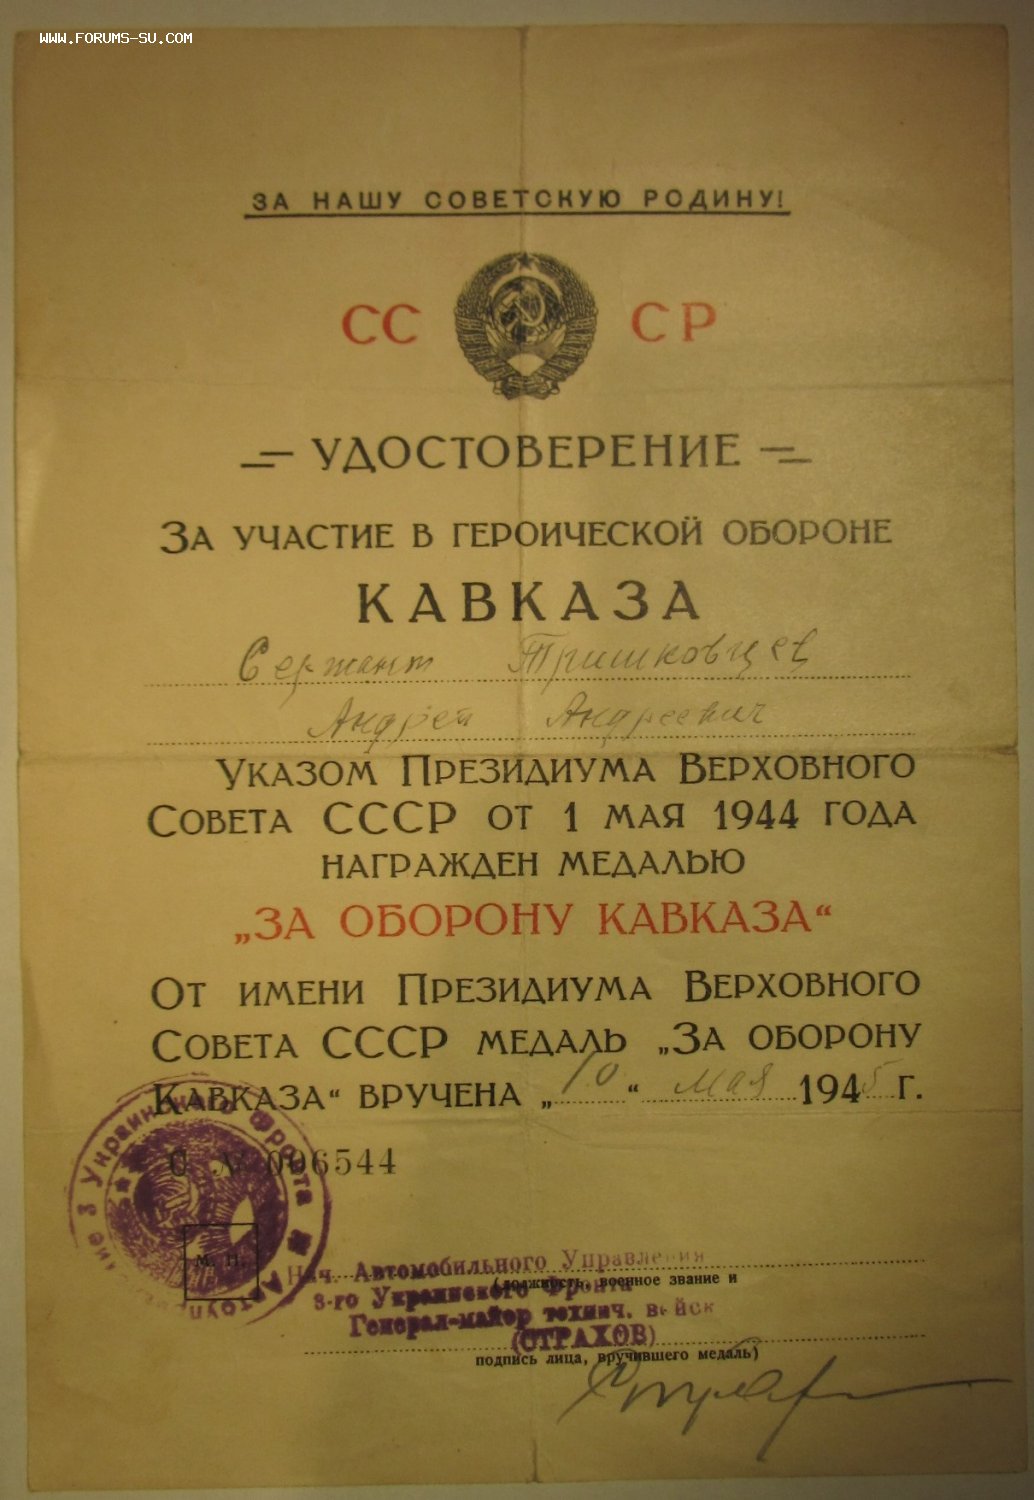 WWW.FORUMS-SU.COM
ЗА НАШУ СОВЕТСКУЮ РОДИНУ!
СС СР
УДОСТОВЕРЕНИЕ
ЗА УЧАСТИЕ В ГЕРОИЧЕСКОЙ ОБОРОНЕ
КАВКАЗА
Сержант Тришковцев
Андрей Андреевич
УКАЗОМ ПРЕЗИДИУМА ВЕРХОВНОГО
СОВЕТА СССР ОТ 1 МАЯ 1944 ГОДА
НАГРАЖДЕН МЕДАЛЬЮ
„ЗА ОБОРОНУ КАВКАЗА“
ОТ ИМЕНИ ПРЕЗИДИУМА ВЕРХОВНОГО
СОВЕТА СССР МЕДАЛЬ „ЗА ОБОРОНУ
КАВКАЗА“ ВРУЧЕНА „10“ мая 1945 Г.
С № 006544
3 Украинского Фронта
М. П.
Нач. Автомобильного Управления
(должность, военное звание и
3-го Украинского Фронта
Генерал-майор технич. войск
(СТРАХОВ)
подпись лица, вручившего медаль)